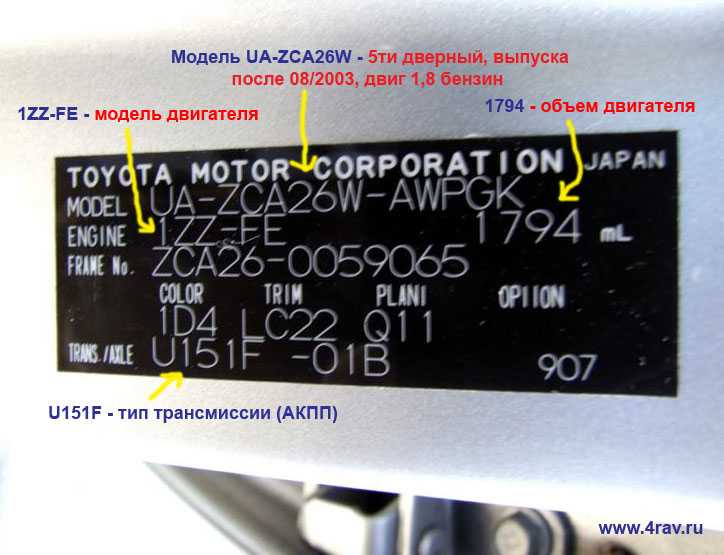 Модель UA-ZCA26W - 5ти дверный, выпуска
после 08/2003, двиг 1,8 бензин
1ZZ-FE - модель двигателя
1794 - объем двигателя
TOYOTA MOTOR CORPORATION JAPAN
MODEL UA-ZCA26W-AWPGK
ENGINE 1ZZ-FE 1794 mL
FRAME No. ZCA26-0059065
COLOR TRIM PLANT OPTION
1D4 LC22 Q11
TRANS./AXLE U151F -01B 907
U151F - тип трансмиссии (АКПП)
www.4rav.ru